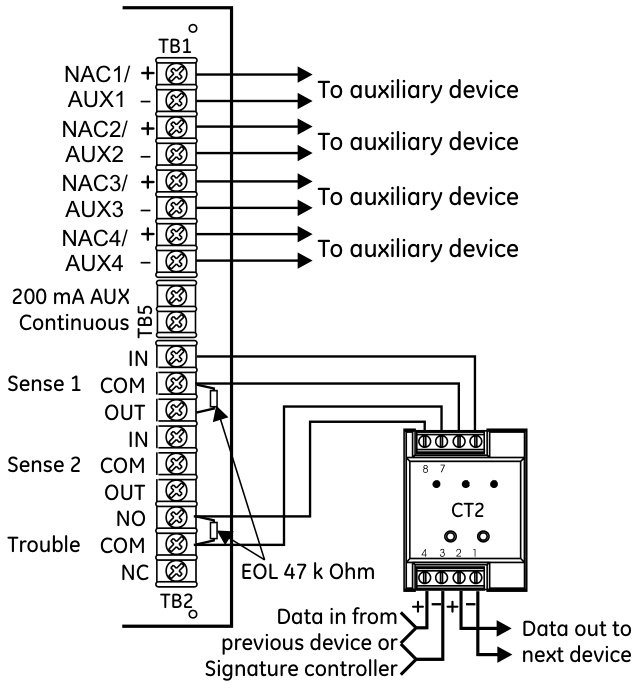 TB1
NAC1/ +
AUX1 –
To auxiliary device
NAC2/ +
AUX2 –
To auxiliary device
NAC3/ +
AUX3 –
To auxiliary device
NAC4/ +
AUX4 –
To auxiliary device
200 mA AUX
Continuous
TB5
IN
Sense 1 COM
OUT
IN
Sense 2 COM
OUT
NO
Trouble COM
NC
TB2
EOL 47 k Ohm
8 7
CT2
4 3 2 1
+ – + –
Data in from
previous device or
Signature controller
Data out to
next device